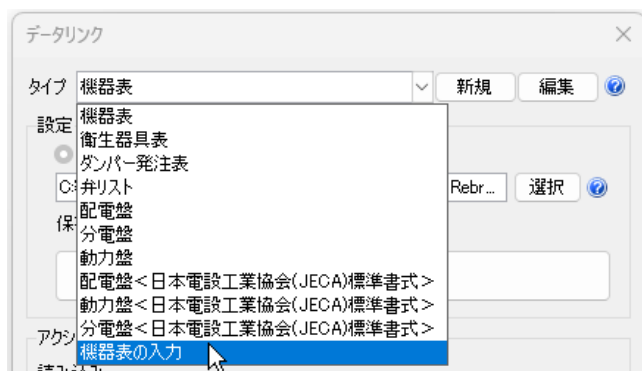 データリンク
タイプ 機器表 新規 編集
設定
機器表
衛生器具表
ダンパー発注表
C: 弁リスト Rebr... 選択
配電盤
保
分電盤
動力盤
配電盤<日本電設工業協会(JECA)標準書式>
動力盤<日本電設工業協会(JECA)標準書式>
分電盤<日本電設工業協会(JECA)標準書式>
アクシ
機器表の入力